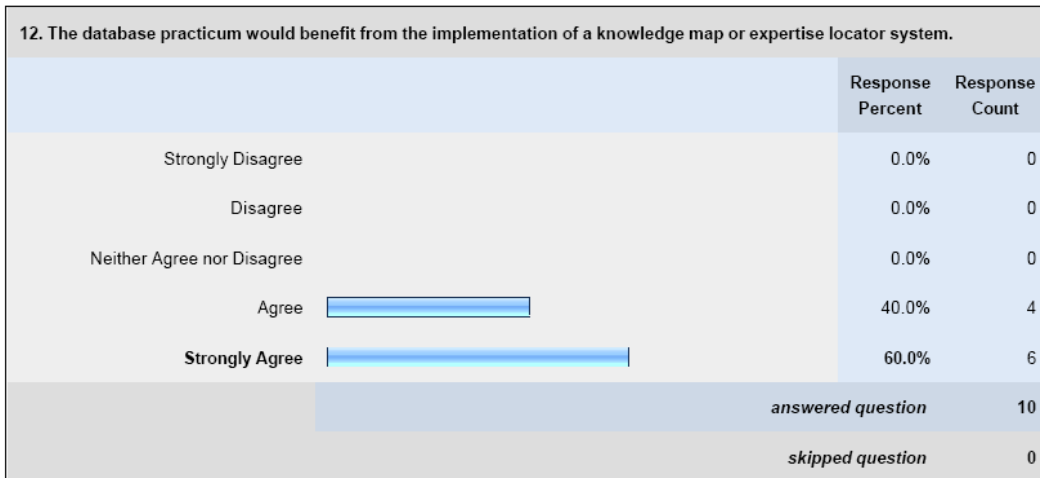 12. The database practicum would benefit from the implementation of a knowledge map or expertise locator system.
Response Percent Response Count
Strongly Disagree 0.0% 0
Disagree 0.0% 0
Neither Agree nor Disagree 0.0% 0
Agree 40.0% 4
Strongly Agree 60.0% 6
answered question 10
skipped question 0